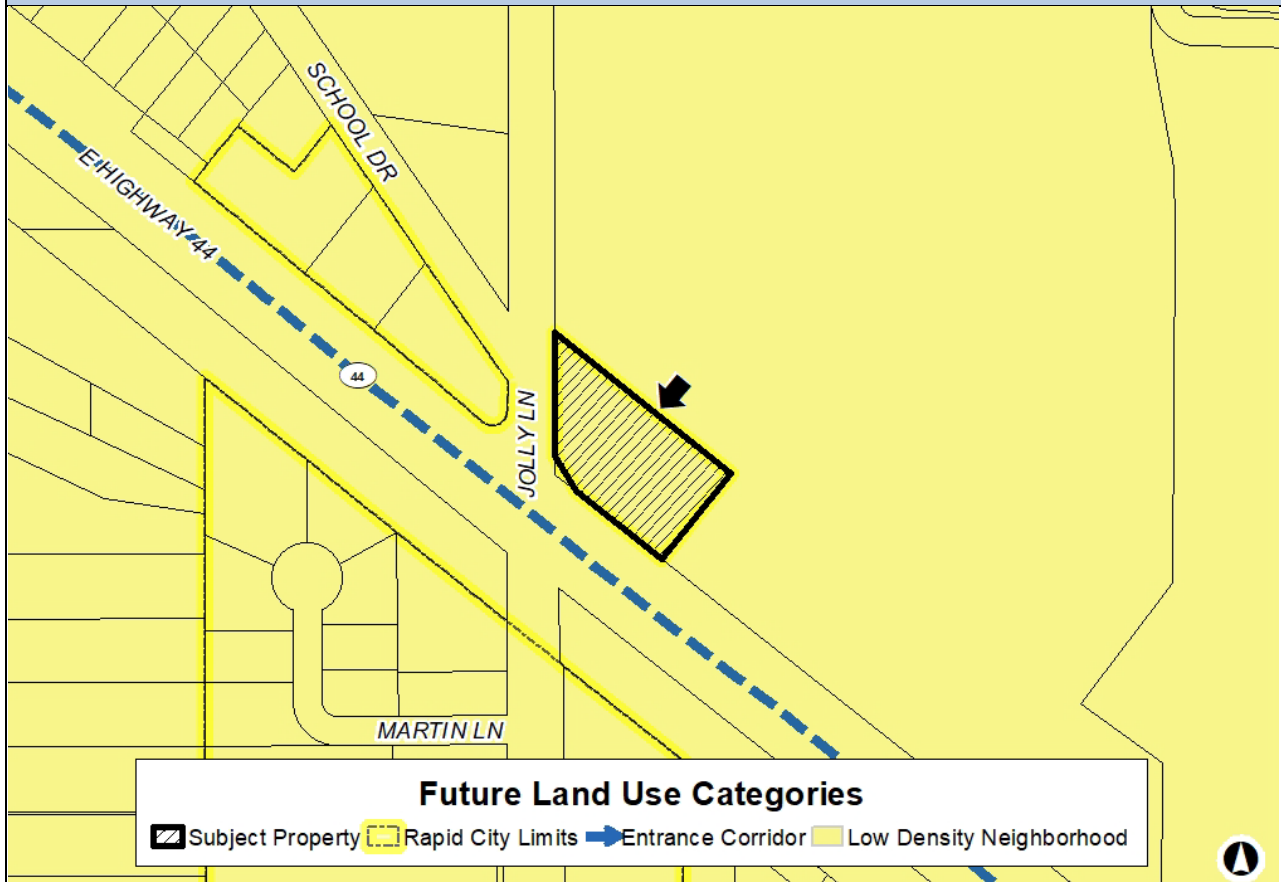 SCHOOL DR
E HIGHWAY 44
44
JOLLY LN
MARTIN LN
Future Land Use Categories
Subject Property Rapid City Limits Entrance Corridor Low Density Neighborhood